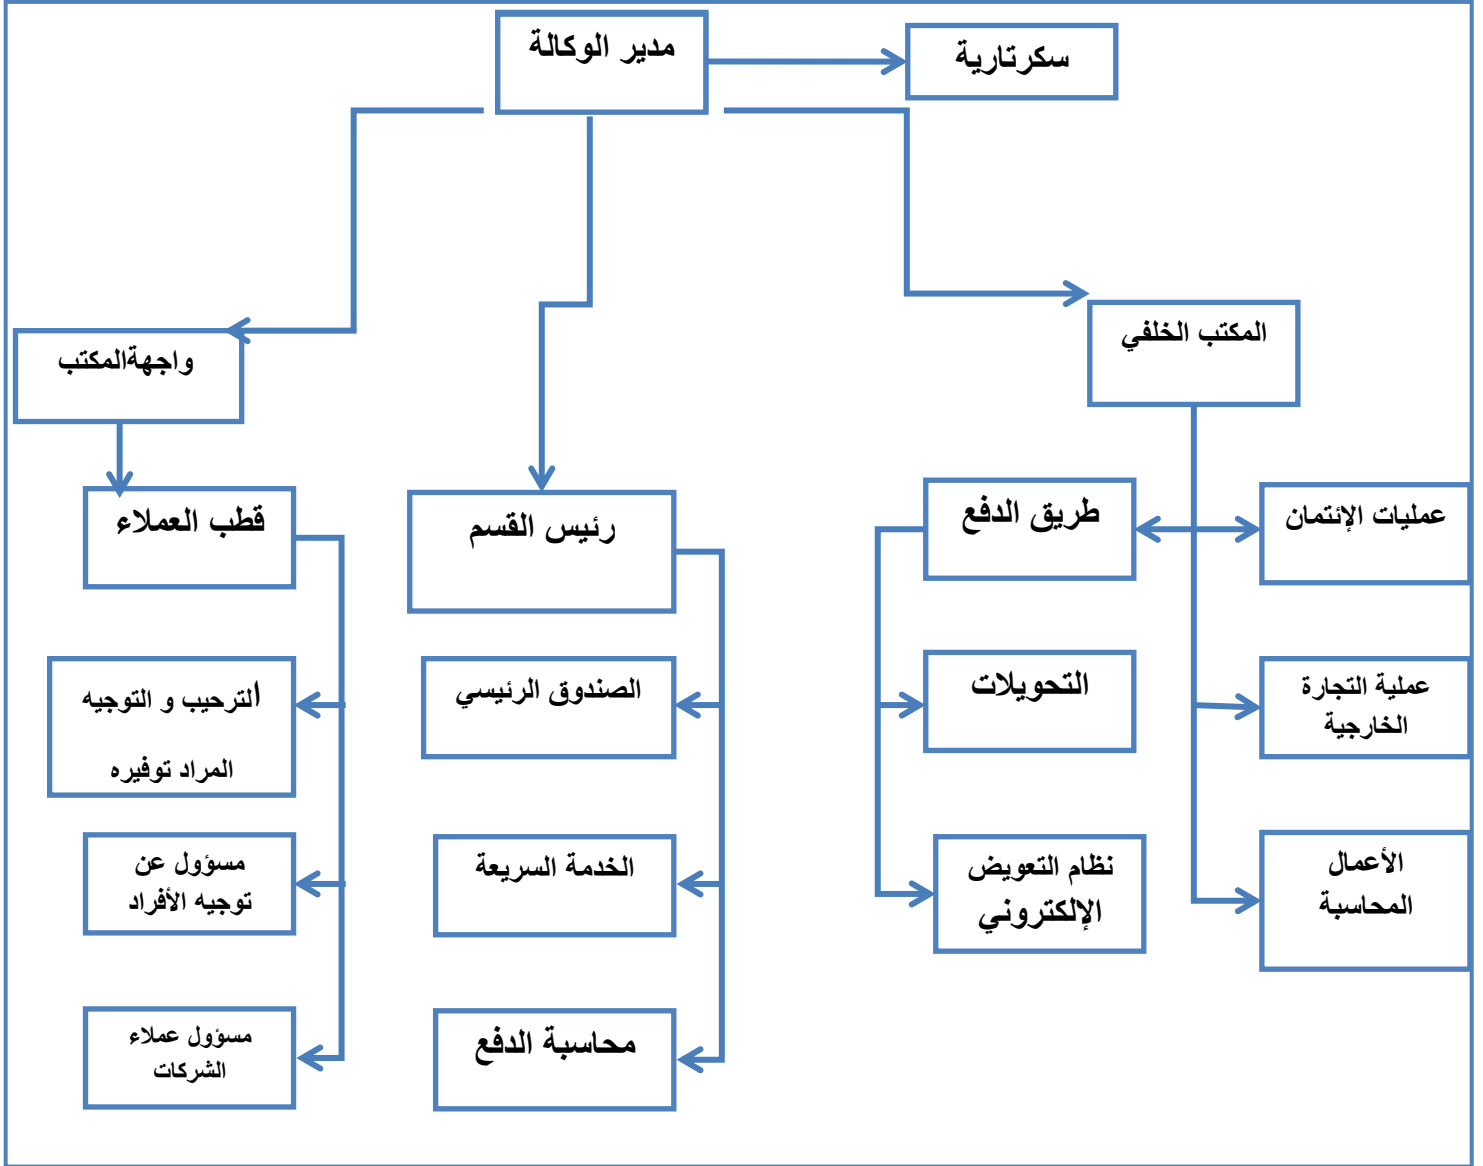 مدير الوكالة
سكرتارية
المكتب الخلفي
واجهةالمكتب
عمليات الإئتمان
طريق الدفع
رئيس القسم
قطب العملاء
عملية التجارة
الخارجية
التحويلات
الصندوق الرئيسي
الترحيب و التوجيه
المراد توفيره
الأعمال
المحاسبة
نظام التعويض
الإلكتروني
الخدمة السريعة
مسؤول عن
توجيه الأفراد
محاسبة الدفع
مسؤول عملاء
الشركات